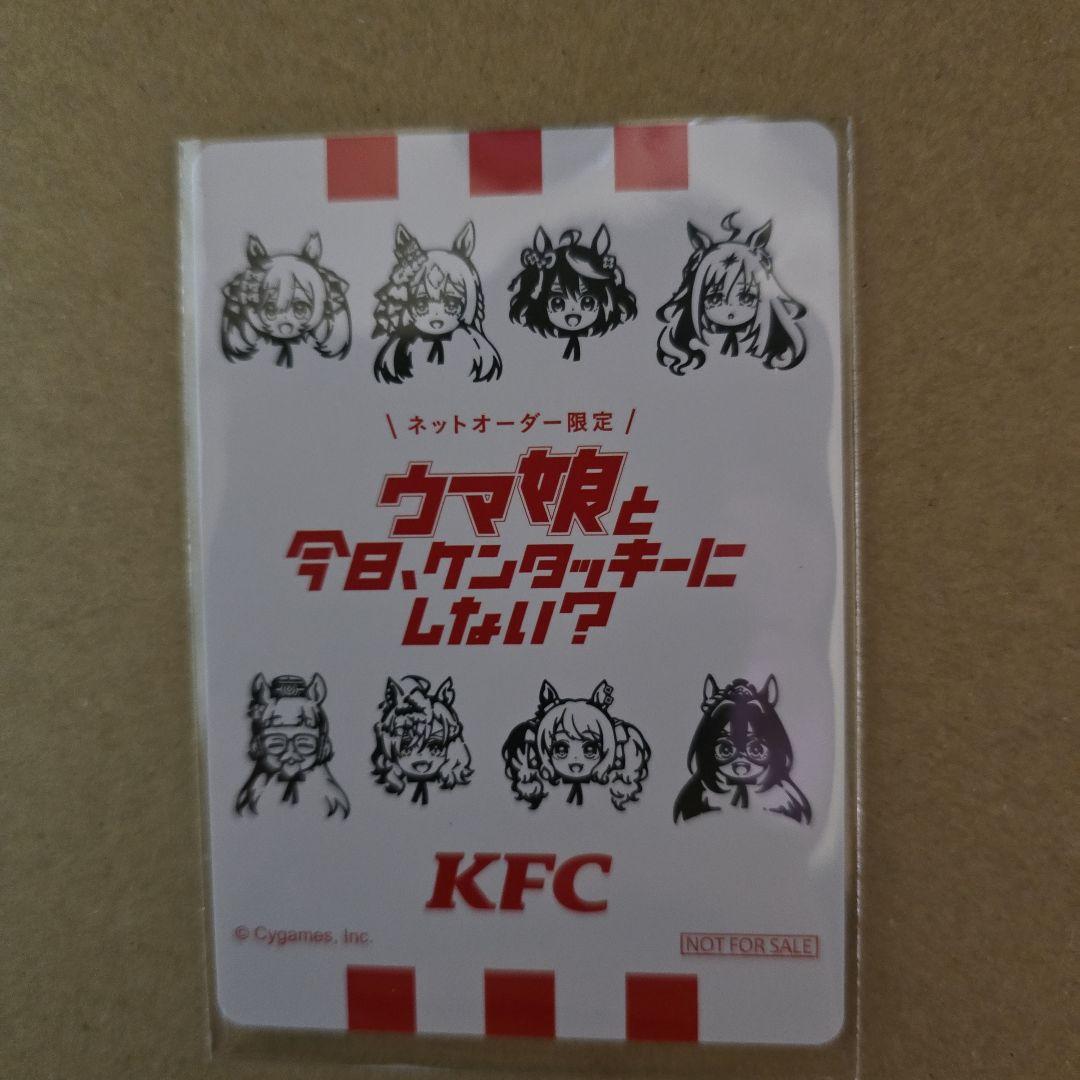 \ ネットオーダー限定 /
ウマ娘と
今日、ケンタッキーに
しない?
KFC
© Cygames, Inc.
NOT FOR SALE